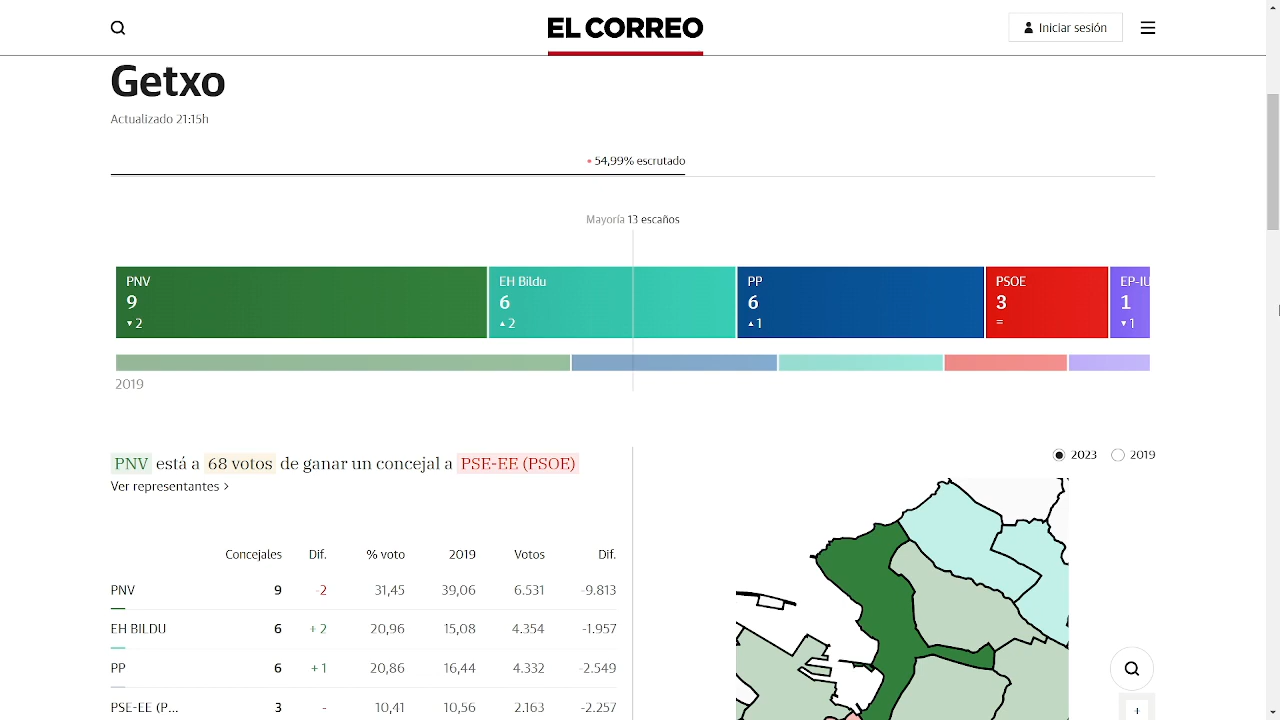 EL CORREO
Iniciar sesión
Getxo
Actualizado 21:15h
54,99% escrutado
Mayoría 13 escaños
PNV
9
▼ 2
EH Bildu
6
▲ 2
PP
6
▲ 1
PSOE
3
=
EP-IU
1
▼ 1
2019
PNV está a 68 votos de ganar un concejal a PSE-EE (PSOE)
Ver representantes >
2023 2019
Concejales Dif. % voto 2019 Votos Dif.
PNV 9 -2 31,45 39,06 6.531 -9.813
EH BILDU 6 +2 20,96 15,08 4.354 -1.957
PP 6 +1 20,86 16,44 4.332 -2.549
PSE-EE (P... 3 - 10,41 10,56 2.163 -2.257
+